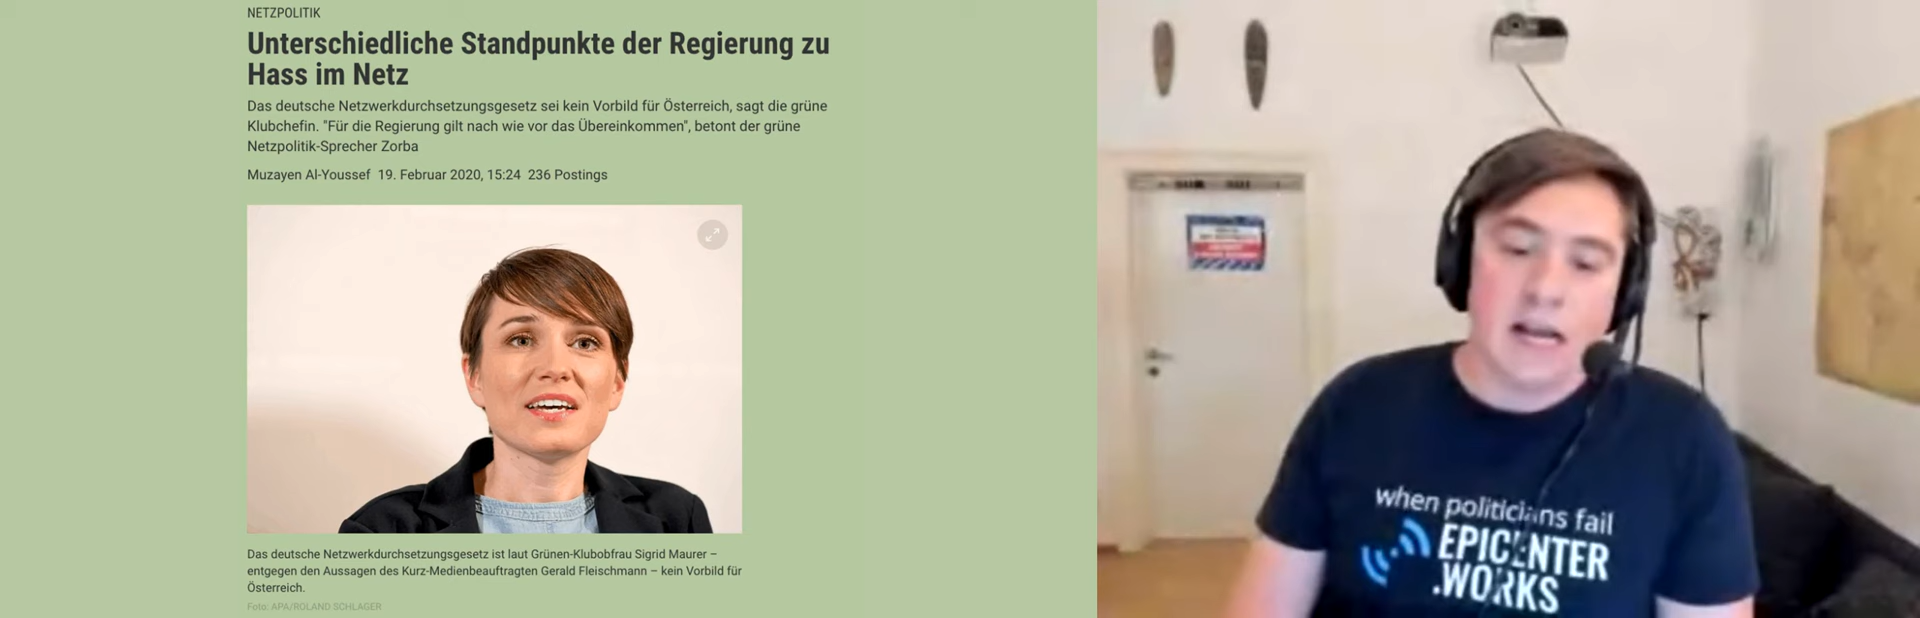 NETZPOLITIK
Unterschiedliche Standpunkte der Regierung zu
Hass im Netz
Das deutsche Netzwerkdurchsetzungsgesetz sei kein Vorbild für Österreich, sagt die grüne
Klubchefin. "Für die Regierung gilt nach wie vor das Übereinkommen", betont der grüne
Netzpolitik-Sprecher Zorba
Muzayen Al-Youssef 19. Februar 2020, 15:24 236 Postings
Das deutsche Netzwerkdurchsetzungsgesetz ist laut Grünen-Klubobfrau Sigrid Maurer –
entgegen den Aussagen des Kurz-Medienbeauftragten Gerald Fleischmann – kein Vorbild für
Österreich.
Foto: APA/ROLAND SCHLAGER
when politicians fail
EPICENTER
.WORKS